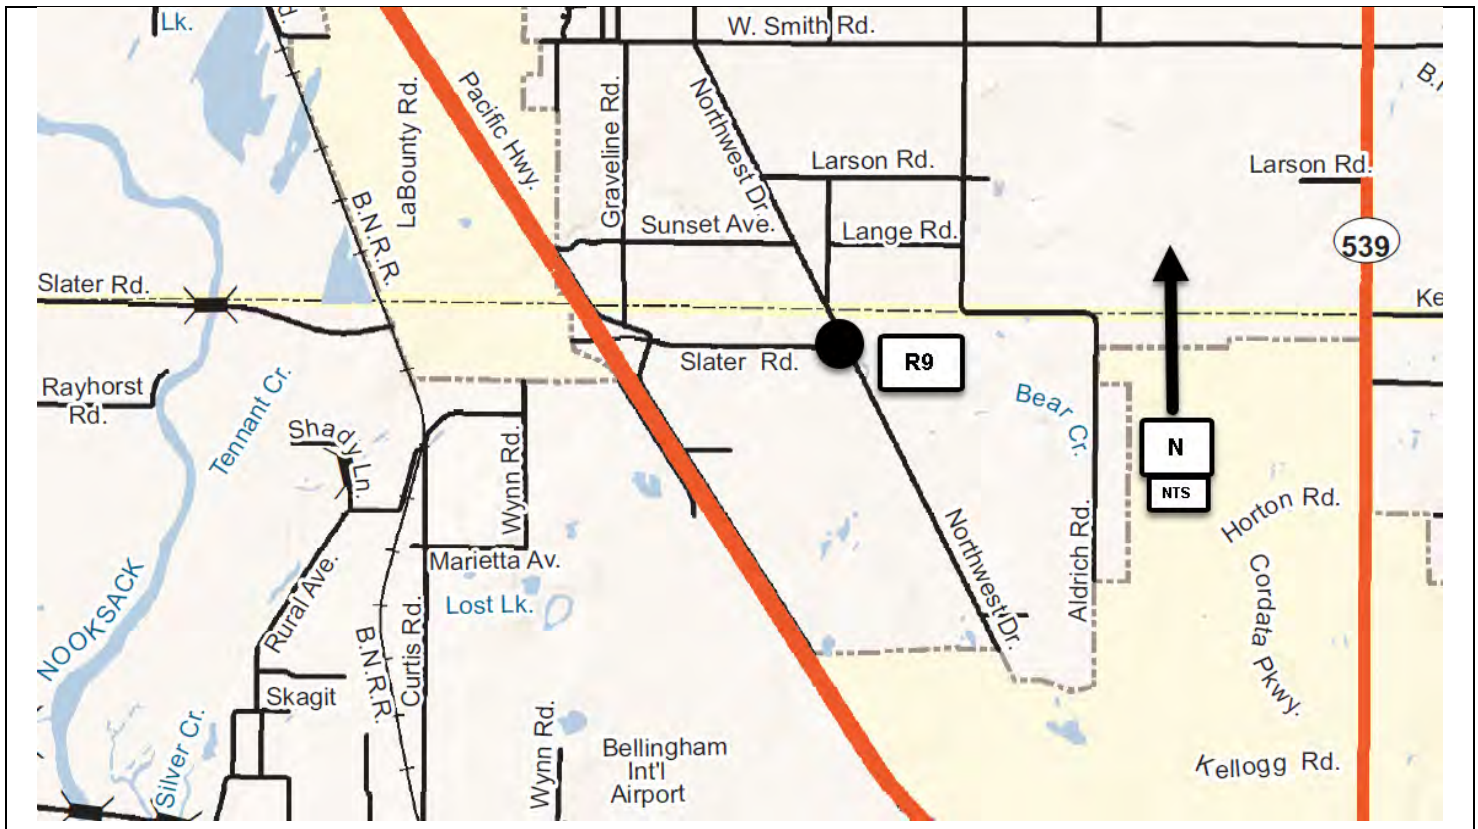 Lk.
d.
W. Smith Rd.
B.
Pacific Hwy.
LaBounty Rd.
Graveline Rd.
Northwest Dr.
Larson Rd.
Larson Rd.
B.N.R.R.
Sunset Ave.
Lange Rd.
539
Slater Rd.
Ke
Slater Rd.
R9
Rayhorst
Rd.
Tennant Cr.
Bear Cr.
Shady Ln.
Wynn Rd.
N
NTS
Horton Rd.
Northwest Dr.
Aldrich Rd.
Marietta Av.
Lost Lk.
NOOKSACK
Rural Ave.
Curtis Rd.
B.N.R.R.
Cordata Pkwy.
Skagit
Silver Cr.
Wynn Rd.
Bellingham
Int'l
Airport
Kellogg Rd.